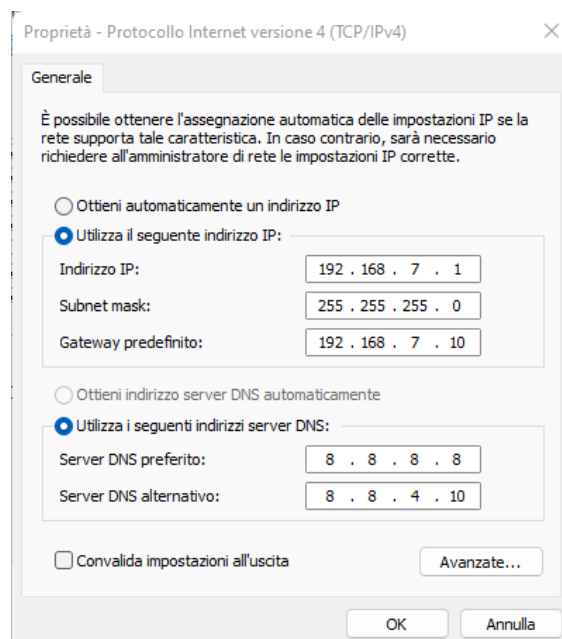 Proprietà - Protocollo Internet versione 4 (TCP/IPv4)
Generale
È possibile ottenere l'assegnazione automatica delle impostazioni IP se la
rete supporta tale caratteristica. In caso contrario, sarà necessario
richiedere all'amministratore di rete le impostazioni IP corrette.
Ottieni automaticamente un indirizzo IP
Utilizza il seguente indirizzo IP:
Indirizzo IP: 192 . 168 . 7 . 1
Subnet mask: 255 . 255 . 255 . 0
Gateway predefinito: 192 . 168 . 7 . 10
Ottieni indirizzo server DNS automaticamente
Utilizza i seguenti indirizzi server DNS:
Server DNS preferito: 8 . 8 . 8 . 8
Server DNS alternativo: 8 . 8 . 4 . 10
Convalida impostazioni all'uscita Avanzate...
OK Annulla